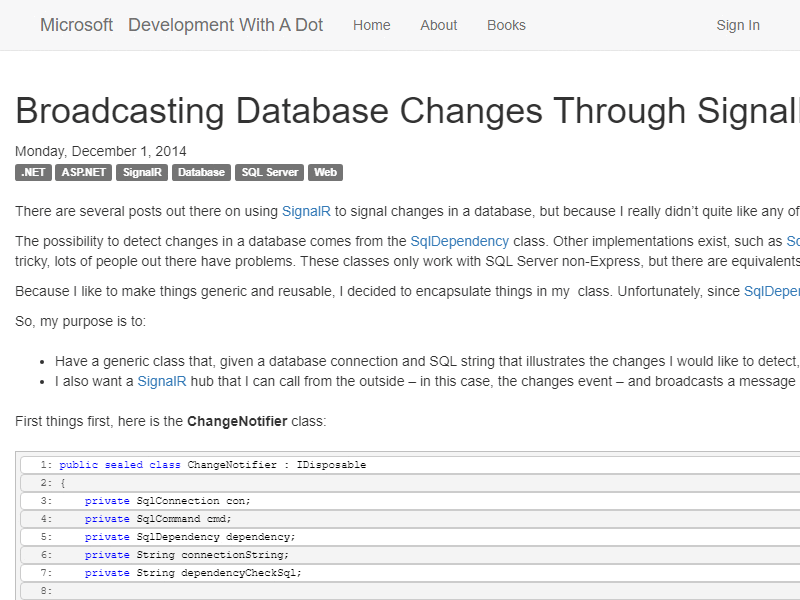 Microsoft Development With A Dot Home About Books Sign In
Broadcasting Database Changes Through Signal
Monday, December 1, 2014
.NET ASP.NET SignalR Database SQL Server Web
There are several posts out there on using SignalR to signal changes in a database, but because I really didn't quite like any of
The possibility to detect changes in a database comes from the SqlDependency class. Other implementations exist, such as
tricky, lots of people out there have problems. These classes only work with SQL Server non-Express, but there are equivalents
Because I like to make things generic and reusable, I decided to encapsulate things in my class. Unfortunately, since SqlDepen
So, my purpose is to:
• Have a generic class that, given a database connection and SQL string that illustrates the changes I would like to detect,
• I also want a SignalR hub that I can call from the outside – in this case, the changes event – and broadcasts a message
First things first, here is the ChangeNotifier class:
1: public sealed class ChangeNotifier : IDisposable
2: {
3: private SqlConnection con;
4: private SqlCommand cmd;
5: private SqlDependency dependency;
6: private String connectionString;
7: private String dependencyCheckSql;
8: